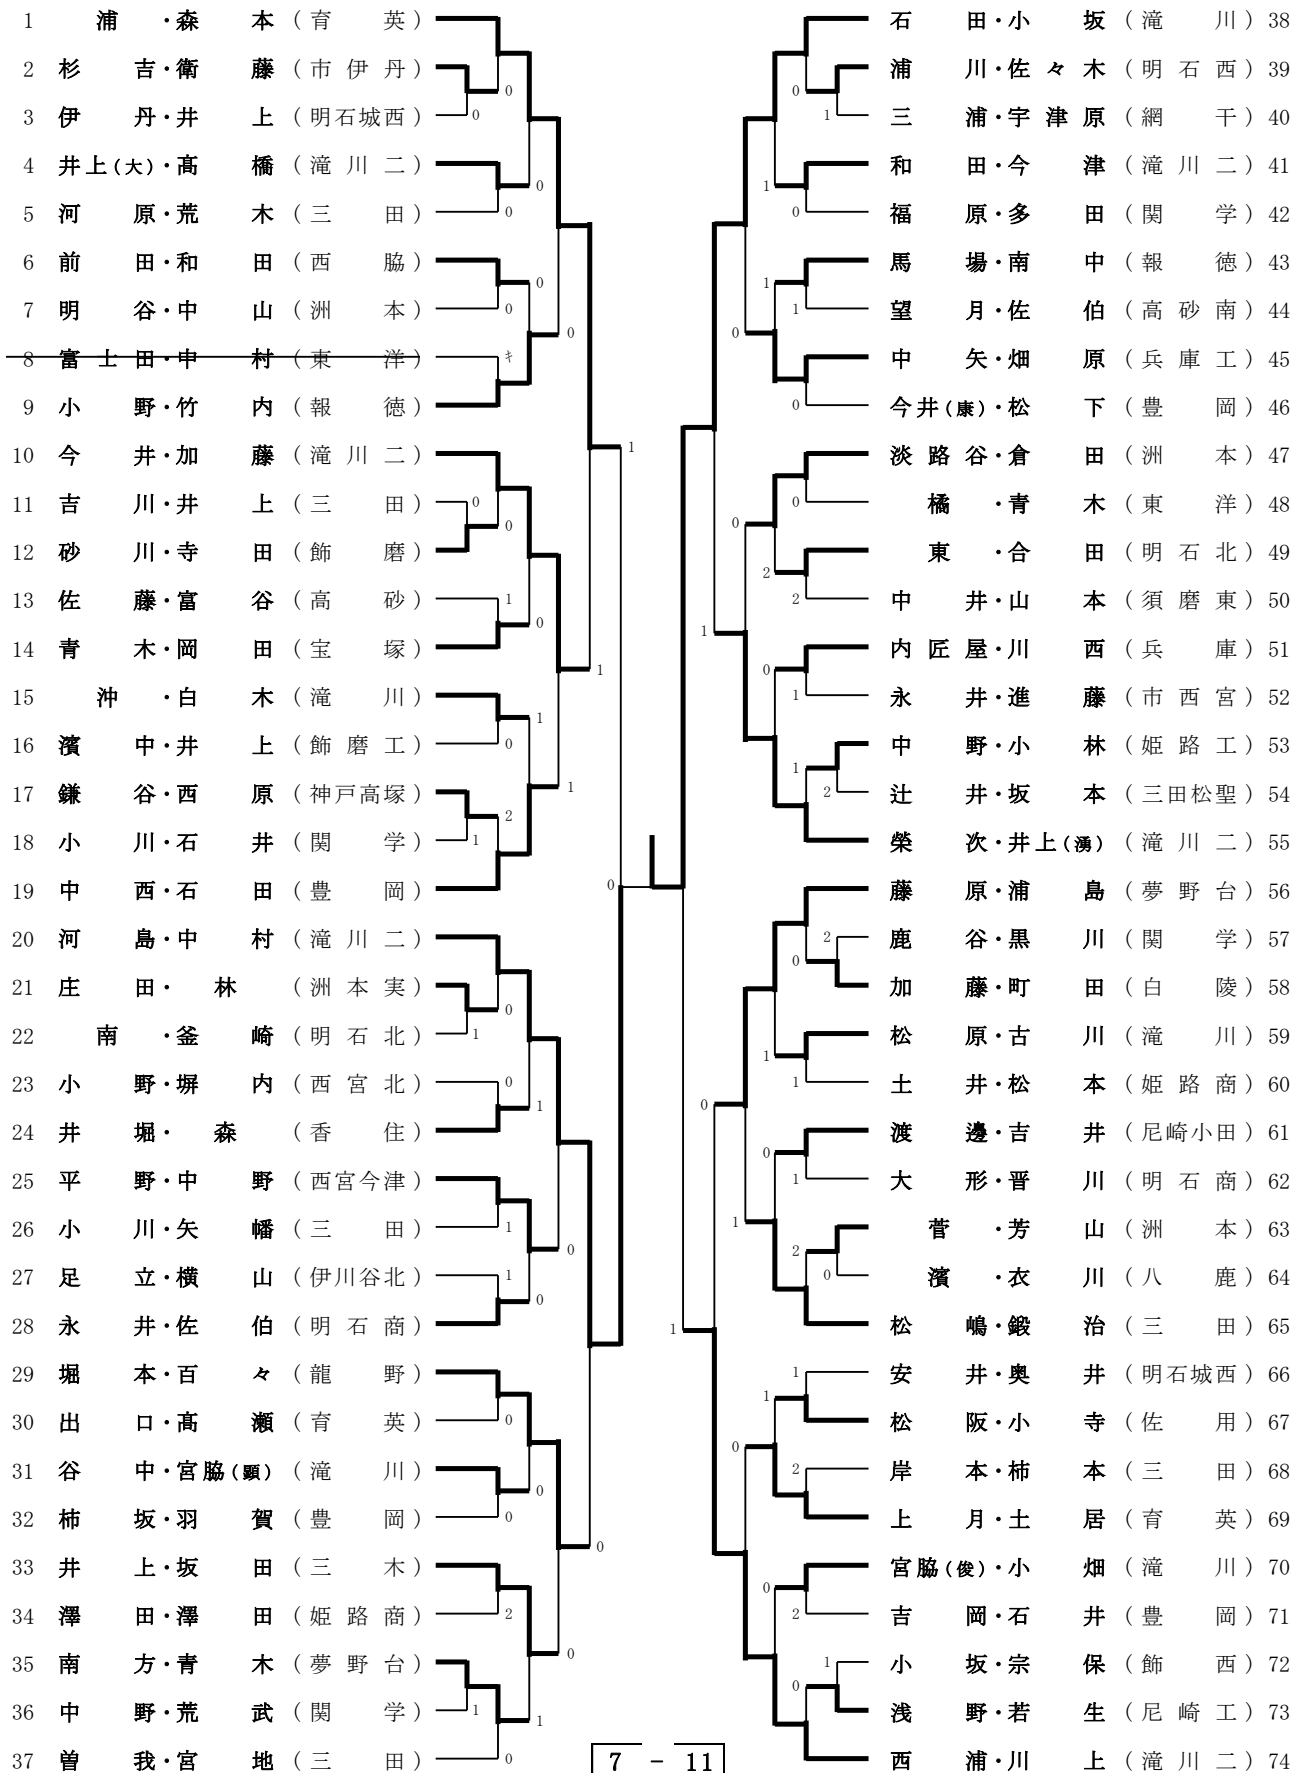 1 浦 ・森 本 (育 英)
2 杉 吉・衛 藤 (市 伊 丹)
3 伊 丹・井 上 (明石城西)
4 井上(大)・髙 橋 (滝 川 二)
5 河 原・荒 木 (三 田)
6 前 田・和 田 (西 脇)
7 明 谷・中 山 (洲 本)
8 富 士 田・中 村 (東 洋)
9 小 野・竹 内 (報 徳)
10 今 井・加 藤 (滝 川 二)
11 吉 川・井 上 (三 田)
12 砂 川・寺 田 (飾 磨)
13 佐 藤・富 谷 (高 砂)
14 青 木・岡 田 (宝 塚)
15 沖 ・白 木 (滝 川)
16 濱 中・井 上 (飾 磨 工)
17 鎌 谷・西 原 (神戸高塚)
18 小 川・石 井 (関 学)
19 中 西・石 田 (豊 岡)
20 河 島・中 村 (滝 川 二)
21 庄 田・ 林 (洲 本 実)
22 南 ・釜 崎 (明 石 北)
23 小 野・塀 内 (西 宮 北)
24 井 堀・ 森 (香 住)
25 平 野・中 野 (西宮今津)
26 小 川・矢 幡 (三 田)
27 足 立・横 山 (伊川谷北)
28 永 井・佐 伯 (明 石 商)
29 堀 本・百 々 (龍 野)
30 出 口・髙 瀬 (育 英)
31 谷 中・宮脇(顕) (滝 川)
32 柿 坂・羽 賀 (豊 岡)
33 井 上・坂 田 (三 木)
34 澤 田・澤 田 (姫 路 商)
35 南 方・青 木 (夢 野 台)
36 中 野・荒 武 (関 学)
37 曽 我・宮 地 (三 田)
石 田・小 坂 (滝 川) 38
浦 川・佐 々 木 (明 石 西) 39
三 浦・宇 津 原 (網 干) 40
和 田・今 津 (滝 川 二) 41
福 原・多 田 (関 学) 42
馬 場・南 中 (報 徳) 43
望 月・佐 伯 (高 砂 南) 44
中 矢・畑 原 (兵 庫 工) 45
今井(康)・松 下 (豊 岡) 46
淡 路 谷・倉 田 (洲 本) 47
橘 ・青 木 (東 洋) 48
東 ・合 田 (明 石 北) 49
中 井・山 本 (須 磨 東) 50
内 匠 屋・川 西 (兵 庫) 51
永 井・進 藤 (市 西 宮) 52
中 野・小 林 (姫 路 工) 53
辻 井・坂 本 (三田松聖) 54
榮 次・井上(湧) (滝 川 二) 55
藤 原・浦 島 (夢 野 台) 56
鹿 谷・黒 川 (関 学) 57
加 藤・町 田 (白 陵) 58
松 原・古 川 (滝 川) 59
土 井・松 本 (姫 路 商) 60
渡 邊・吉 井 (尼崎小田) 61
大 形・晋 川 (明 石 商) 62
菅 ・芳 山 (洲 本) 63
濱 ・衣 川 (八 鹿) 64
松 嶋・鍛 治 (三 田) 65
安 井・奥 井 (明石城西) 66
松 阪・小 寺 (佐 用) 67
岸 本・柿 本 (三 田) 68
上 月・土 居 (育 英) 69
宮脇(俊)・小 畑 (滝 川) 70
吉 岡・石 井 (豊 岡) 71
小 坂・宗 保 (飾 西) 72
浅 野・若 生 (尼 崎 工) 73
西 浦・川 上 (滝 川 二) 74
7 - 11